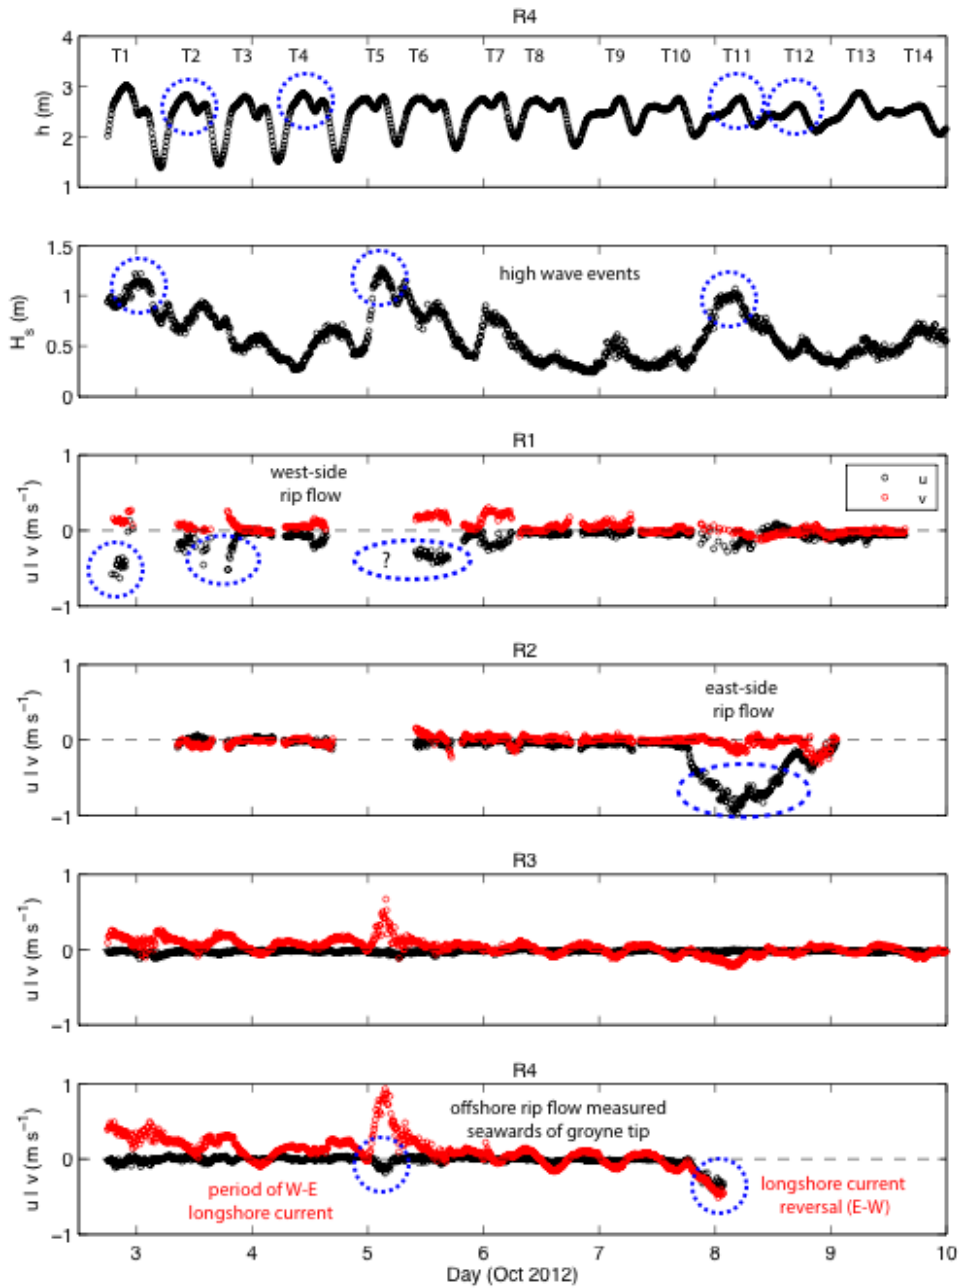 R4
T1 T2 T3 T4 T5 T6 T7 T8 T9 T10 T11 T12 T13 T14
4
3
2
1
h (m)
1.5
1
0.5
0
H_s (m)
high wave events
R1
1
0
−1
u | v (m s⁻¹)
west-side
rip flow
?
u
v
R2
1
0
−1
u | v (m s⁻¹)
east-side
rip flow
R3
1
0
−1
u | v (m s⁻¹)
R4
1
0
−1
u | v (m s⁻¹)
offshore rip flow measured
seawards of groyne tip
period of W-E
longshore current
longshore current
reversal (E-W)
3 4 5 6 7 8 9 10
Day (Oct 2012)